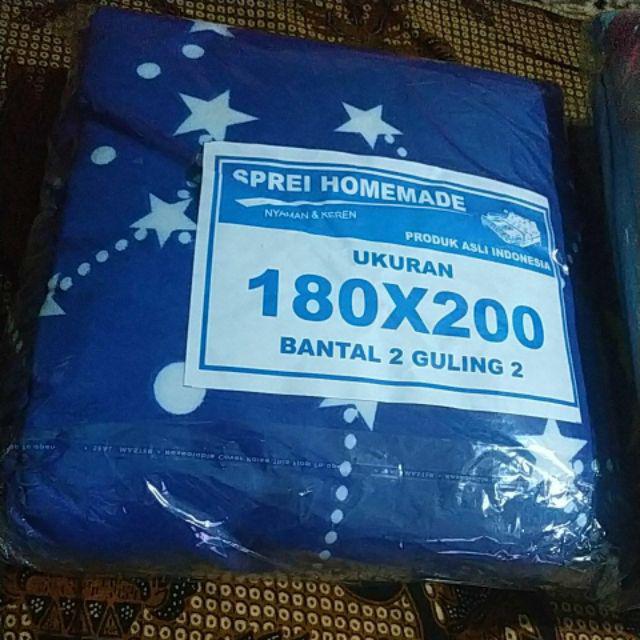 SPREI HOMEMADE
NYAMAN & KEREN
PRODUK ASLI INDONESIA
UKURAN
180X200
BANTAL 2 GULING 2